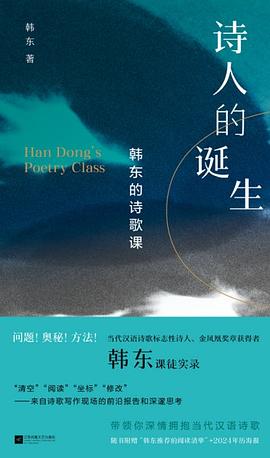 韩东 著
诗人的诞生
Han Dong's
Poetry Class
韩东的诗歌课
问题！奥秘！方法！
当代汉语诗歌标志性诗人、金凤凰奖章获得者
韩东 课徒实录
“清空”“阅读”“坐标”“修改”
——来自诗歌写作现场的前沿报告和深邃思考
带领你深情拥抱当代汉语诗歌
随书附赠“韩东推荐的阅读清单”+2024年历海报